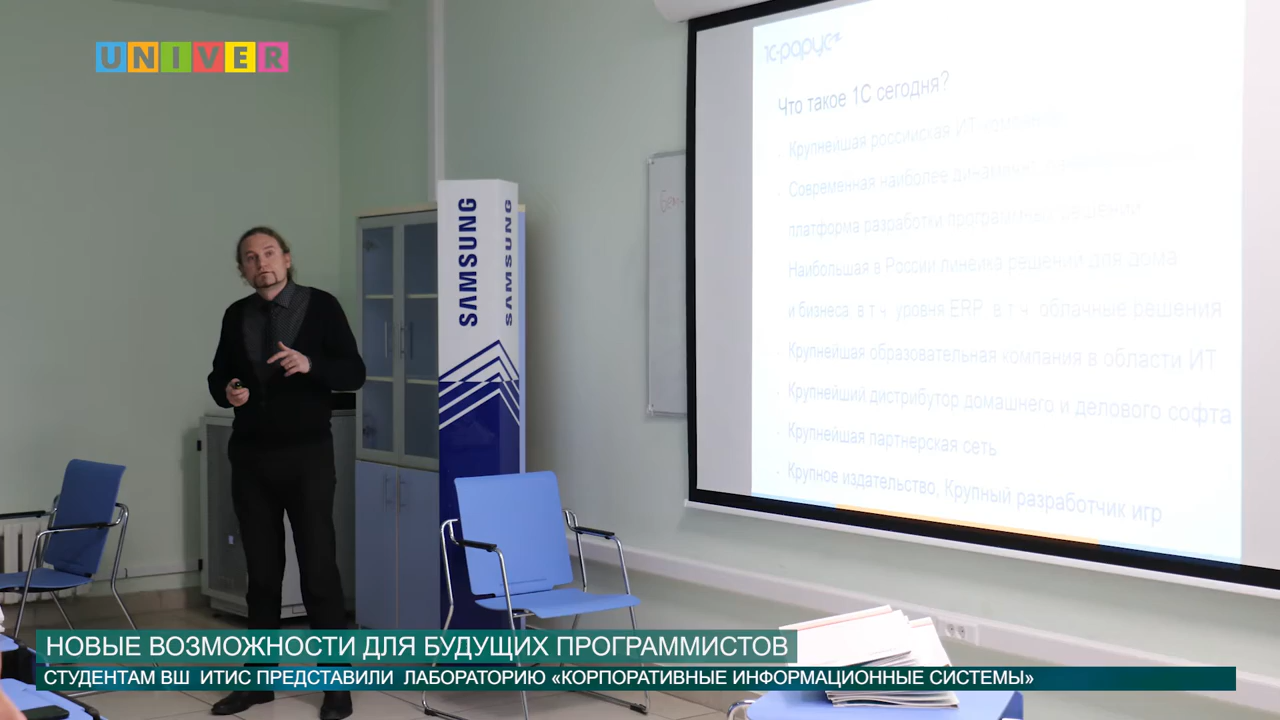 UNIVER
1С-рарус
Что такое 1С сегодня?
Крупнейшая российская ИТ
Современная наиболее
платформа разработки программных решений
Наибольшая в России линейка решений для дома
и бизнеса, в т.ч. уровня ERP, в т.ч. облачные решения
Крупнейшая образовательная компания в области ИТ
Крупнейший дистрибутор домашнего и делового софта
Крупнейшая партнерская сеть
Крупное издательство, Крупный разработчик игр
SAMSUNG
SAMSUNG
НОВЫЕ ВОЗМОЖНОСТИ ДЛЯ БУДУЩИХ ПРОГРАММИСТОВ
СТУДЕНТАМ ВШ ИТИС ПРЕДСТАВИЛИ ЛАБОРАТОРИЮ «КОРПОРАТИВНЫЕ ИНФОРМАЦИОННЫЕ СИСТЕМЫ»